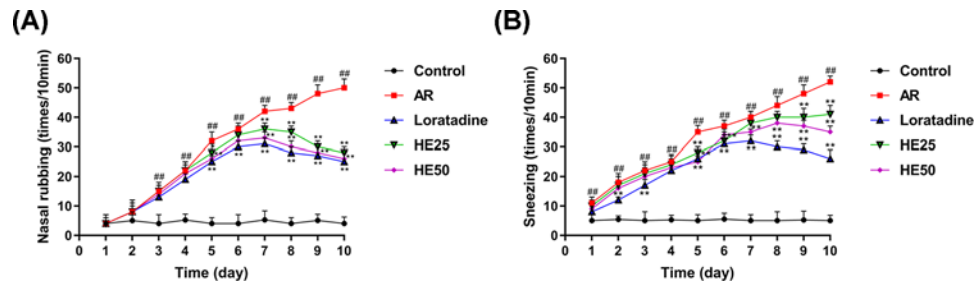 (A)
Nasal rubbing (times/10min)
60
50
40
30
20
10
0
0 1 2 3 4 5 6 7 8 9 10
Time (day)
## ## ## ## ## ## ## ##
** ** ** ** ** ** ** ** ** ** ** **
Control
AR
Loratadine
HE25
HE50
(B)
Sneezing (times/10min)
60
50
40
30
20
10
0
0 1 2 3 4 5 6 7 8 9 10
Time (day)
## ## ## ## ## ## ## ## ## ##
** ** ** ** ** ** ** ** ** ** ** **
Control
AR
Loratadine
HE25
HE50